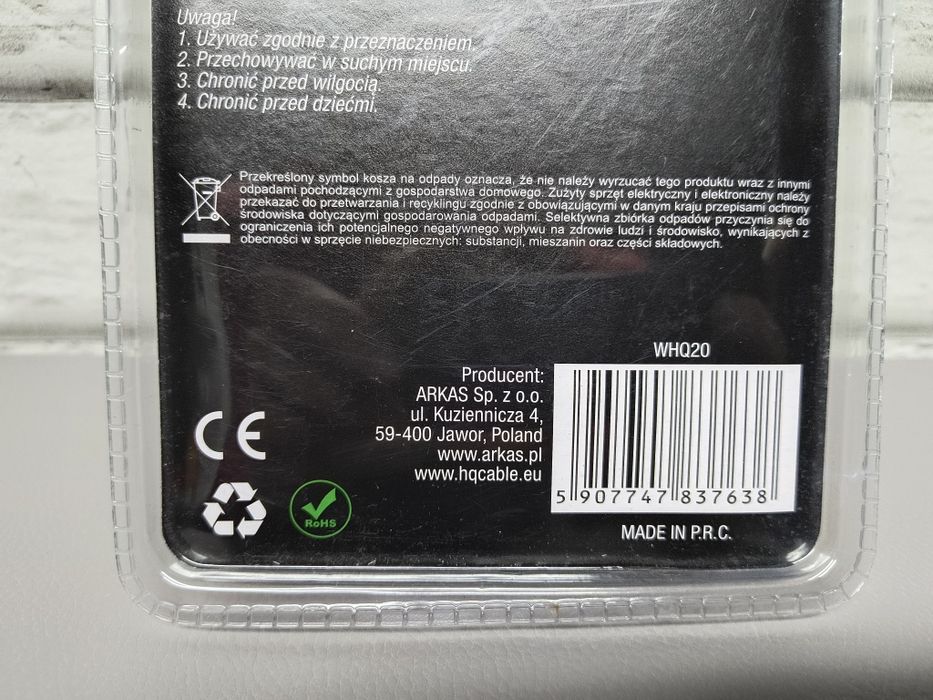 Uwaga!
1. Używać zgodnie z przeznaczeniem.
2. Przechowywać w suchym miejscu.
3. Chronić przed wilgocią.
4. Chronić przed dziećmi.
Przekreślony symbol kosza na odpady oznacza, że nie należy wyrzucać tego produktu wraz z innymi
odpadami pochodzącymi z gospodarstwa domowego. Zużyty sprzęt elektryczny i elektroniczny należy
przekazać do przetwarzania i recyklingu zgodnie z obowiązującymi w danym kraju przepisami ochrony
środowiska dotyczącymi gospodarowania odpadami. Selektywna zbiórka odpadów przyczynia się do
ograniczenia ich potencjalnego negatywnego wpływu na zdrowie ludzi i środowisko, wynikających z
obecności w sprzęcie niebezpiecznych: substancji, mieszanin oraz części składowych.
WHQ20
Producent:
ARKAS Sp. z o.o.
ul. Kuziennicza 4,
59-400 Jawor, Poland
www.arkas.pl
www.hqcable.eu
CE
RoHS
5 907747 837638
MADE IN P.R.C.